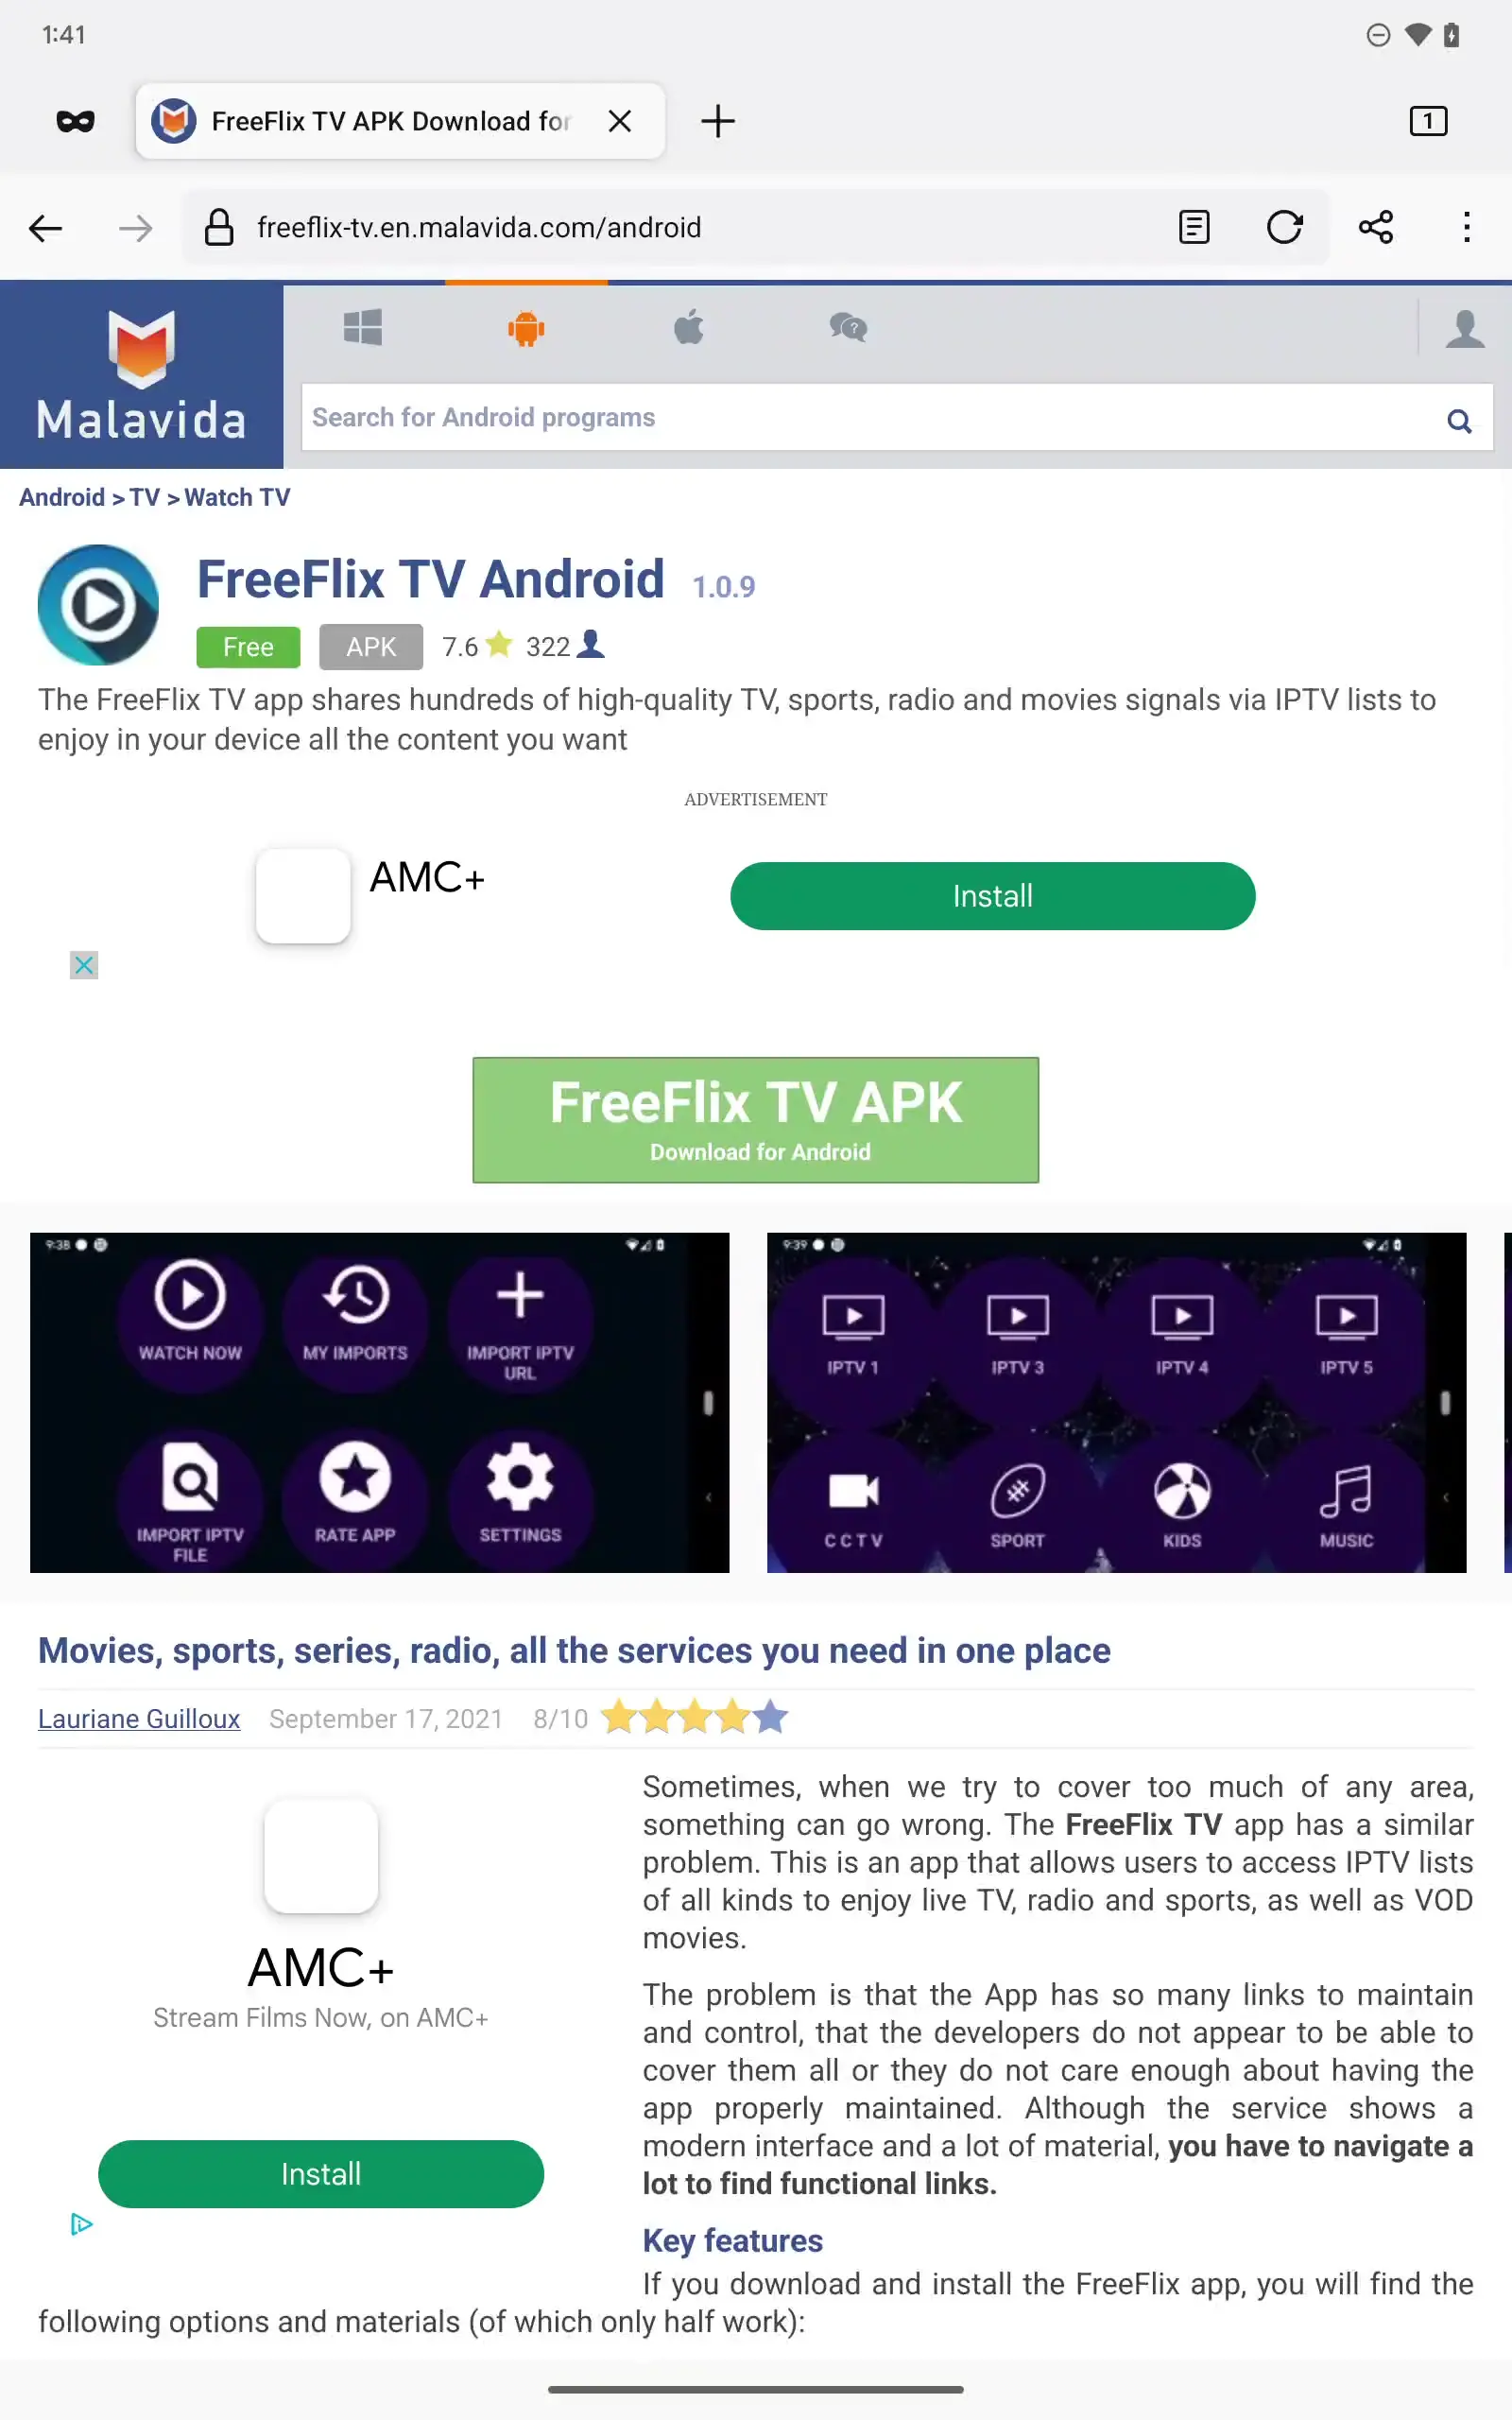 1:41
FreeFlix TV APK Download for
1
freeflix-tv.en.malavida.com/android
Malavida
Search for Android programs
Android > TV > Watch TV
FreeFlix TV Android 1.0.9
Free APK 7.6 322
The FreeFlix TV app shares hundreds of high-quality TV, sports, radio and movies signals via IPTV lists to
enjoy in your device all the content you want
ADVERTISEMENT
AMC+
Install
FreeFlix TV APK
Download for Android
9:38
WATCH NOW
MY IMPORTS
IMPORT IPTV
URL
IMPORT IPTV
FILE
RATE APP
SETTINGS
9:39
IPTV 1
IPTV 3
IPTV 4
IPTV 5
CCTV
SPORT
KIDS
MUSIC
Movies, sports, series, radio, all the services you need in one place
Lauriane Guilloux September 17, 2021 8/10
AMC+
Stream Films Now, on AMC+
Install
Sometimes, when we try to cover too much of any area,
something can go wrong. The FreeFlix TV app has a similar
problem. This is an app that allows users to access IPTV lists
of all kinds to enjoy live TV, radio and sports, as well as VOD
movies.
The problem is that the App has so many links to maintain
and control, that the developers do not appear to be able to
cover them all or they do not care enough about having the
app properly maintained. Although the service shows a
modern interface and a lot of material, you have to navigate a
lot to find functional links.
Key features
If you download and install the FreeFlix app, you will find the
following options and materials (of which only half work):